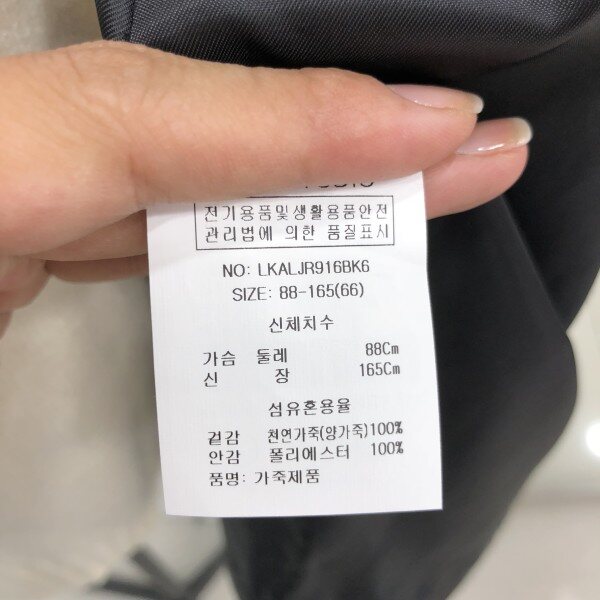 전기용품및생활용품안전
관리법에 의한 품질표시
NO: LKALJR916BK6
SIZE: 88-165(66)
신체치수
가슴 둘레 88Cm
신 장 165Cm
섬유혼용율
겉감 천연가죽(양가죽)100%
안감 폴리에스터 100%
품명: 가죽제품